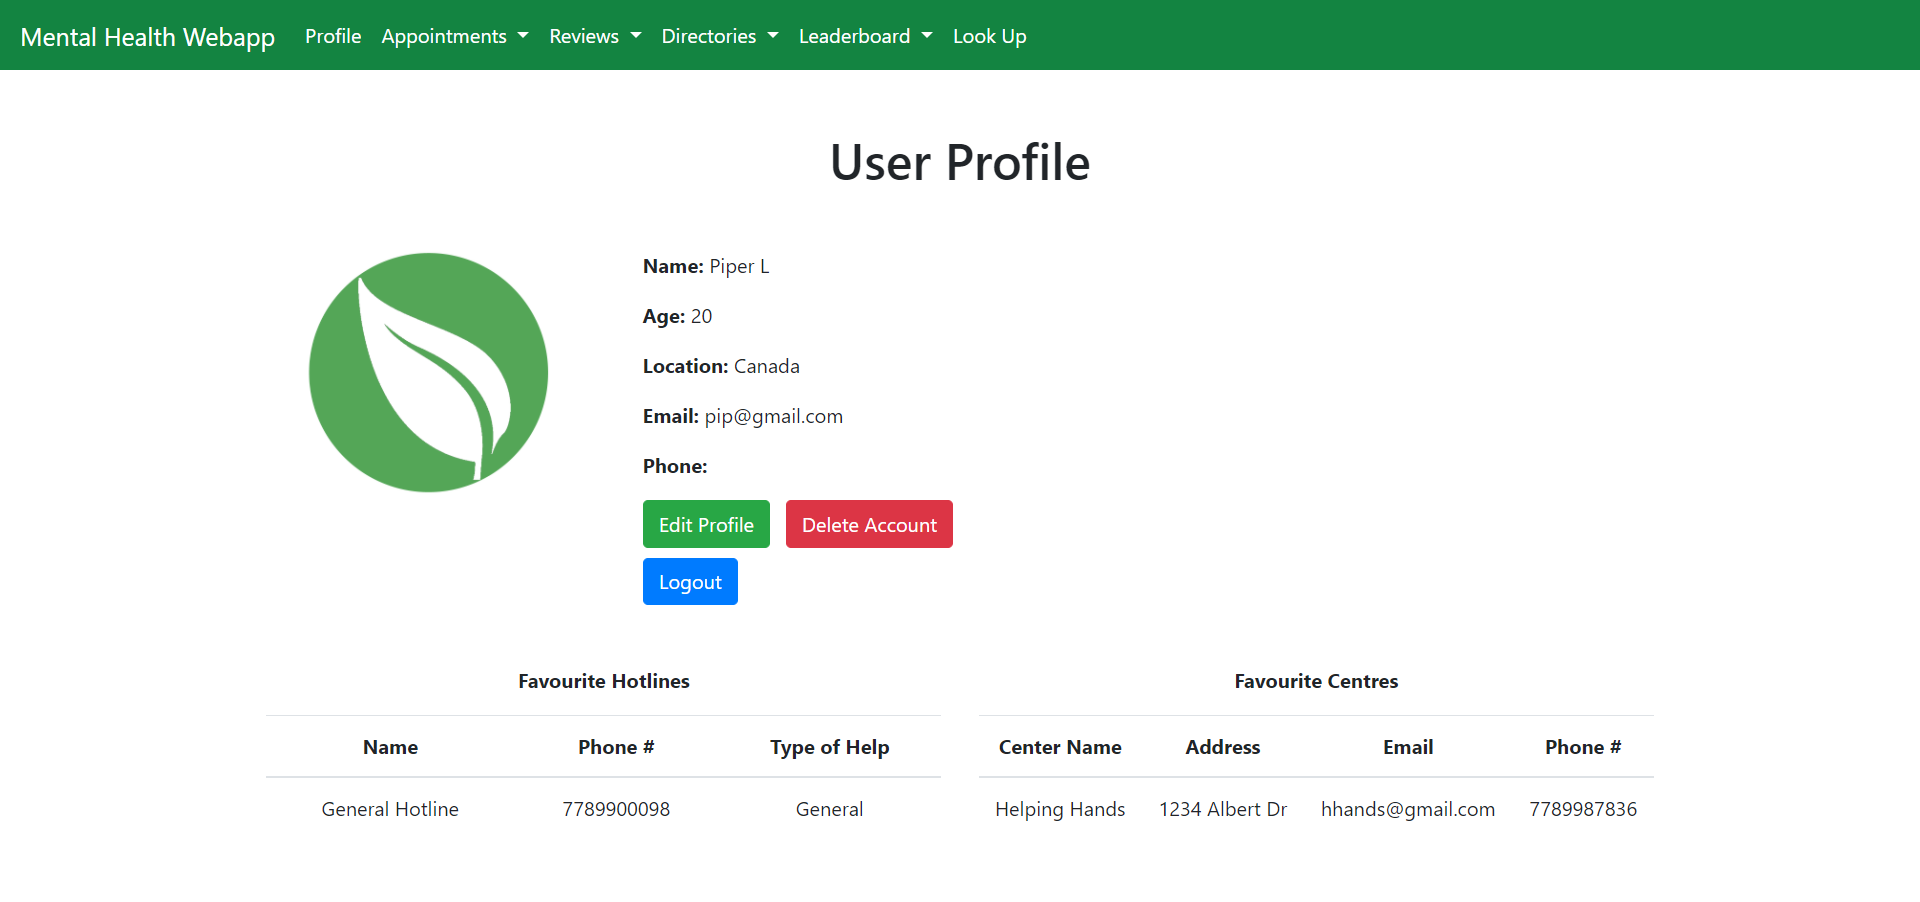 Mental Health Webapp Profile Appointments Reviews Directories Leaderboard Look Up
User Profile
Name: Piper L
Age: 20
Location: Canada
Email: pip@gmail.com
Phone:
Edit Profile Delete Account
Logout
Favourite Hotlines
Name Phone # Type of Help
General Hotline 7789900098 General
Favourite Centres
Center Name Address Email Phone #
Helping Hands 1234 Albert Dr hhands@gmail.com 7789987836